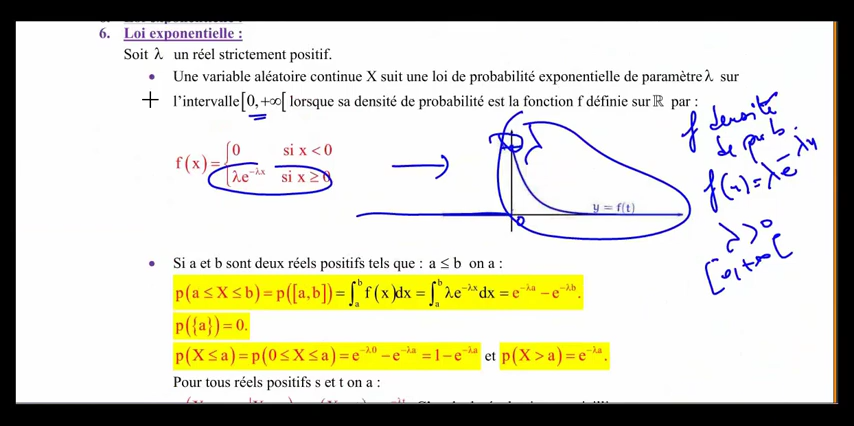 6. Loi exponentielle :
Soit λ un réel strictement positif.
• Une variable aléatoire continue X suit une loi de probabilité exponentielle de paramètre λ sur
l'intervalle [0, +∞[ lorsque sa densité de probabilité est la fonction f définie sur ℝ par :
f(x) = { 0 si x < 0
λe^{-λx} si x ≥ 0
λ
0
y = f(t)
f densité
de prob.
f(x) = λe^{-λx}
λ > 0
[0, +∞[
• Si a et b sont deux réels positifs tels que : a ≤ b on a :
p(a ≤ X ≤ b) = p([a,b]) = ∫_a^b f(x)dx = ∫_a^b λe^{-λx}dx = e^{-λa} − e^{-λb}.
p({a}) = 0.
p(X ≤ a) = p(0 ≤ X ≤ a) = e^{-λ0} − e^{-λa} = 1 − e^{-λa} et p(X > a) = e^{-λa}.
Pour tous réels positifs s et t on a :